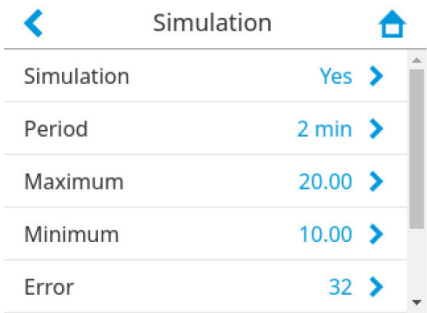 Simulation
Simulation Yes
Period 2 min
Maximum 20.00
Minimum 10.00
Error 32